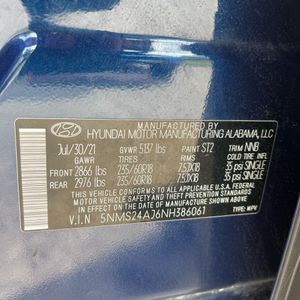 HYUNDAI MOTOR MANUFACTURING ALABAMA, LLC
Jul/30/21 GVWR 5137 lbs PAINT ST2 TRIM NNB
GAWR TIRES RIMS COLD TIRE INFL
FRONT 2866 lbs 235/60R18 7.5JX18 35 psi SINGLE
REAR 2976 lbs 235/60R18 7.5JX18 35 psi SINGLE
THIS VEHICLE CONFORMS TO ALL APPLICABLE U.S. FEDERAL
MOTOR VEHICLE SAFETY, BUMPER, AND THEFT
PREVENTION STANDARDS IN EFFECT ON THE DATE OF
MANUFACTURE SHOWN ABOVE.
V.I.N 5NMS24AJ6NH386061 TYPE: MPV